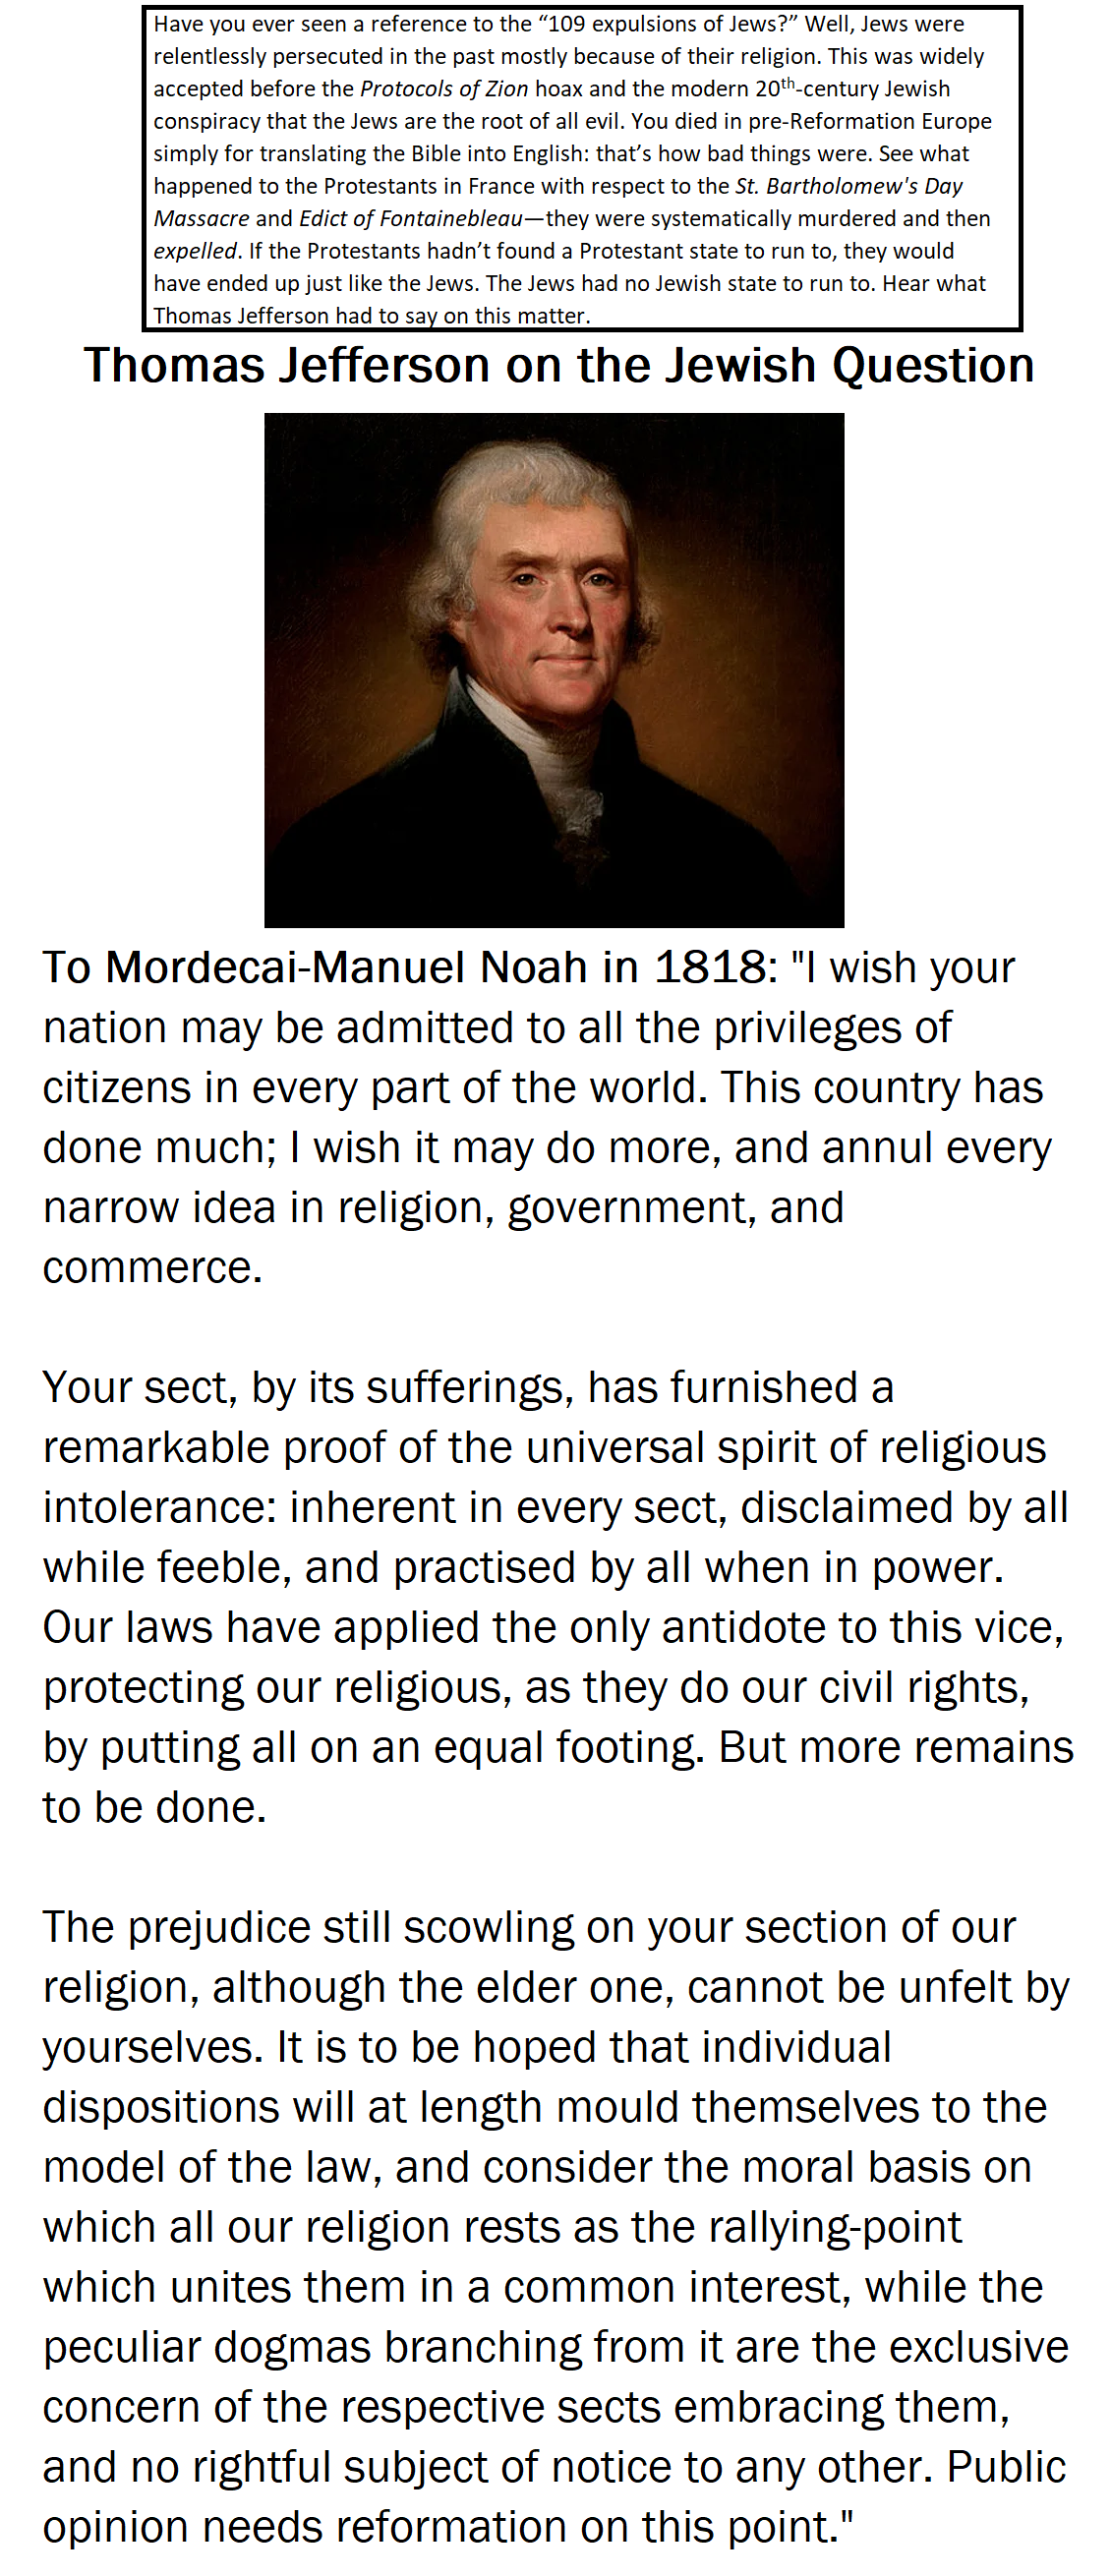 Have you ever seen a reference to the “109 expulsions of Jews?” Well, Jews were
relentlessly persecuted in the past mostly because of their religion. This was widely
accepted before the Protocols of Zion hoax and the modern 20th-century Jewish
conspiracy that the Jews are the root of all evil. You died in pre-Reformation Europe
simply for translating the Bible into English: that’s how bad things were. See what
happened to the Protestants in France with respect to the St. Bartholomew's Day
Massacre and Edict of Fontainebleau—they were systematically murdered and then
expelled. If the Protestants hadn’t found a Protestant state to run to, they would
have ended up just like the Jews. The Jews had no Jewish state to run to. Hear what
Thomas Jefferson had to say on this matter.
Thomas Jefferson on the Jewish Question
To Mordecai-Manuel Noah in 1818: "I wish your
nation may be admitted to all the privileges of
citizens in every part of the world. This country has
done much; I wish it may do more, and annul every
narrow idea in religion, government, and
commerce.
Your sect, by its sufferings, has furnished a
remarkable proof of the universal spirit of religious
intolerance: inherent in every sect, disclaimed by all
while feeble, and practised by all when in power.
Our laws have applied the only antidote to this vice,
protecting our religious, as they do our civil rights,
by putting all on an equal footing. But more remains
to be done.
The prejudice still scowling on your section of our
religion, although the elder one, cannot be unfelt by
yourselves. It is to be hoped that individual
dispositions will at length mould themselves to the
model of the law, and consider the moral basis on
which all our religion rests as the rallying-point
which unites them in a common interest, while the
peculiar dogmas branching from it are the exclusive
concern of the respective sects embracing them,
and no rightful subject of notice to any other. Public
opinion needs reformation on this point."